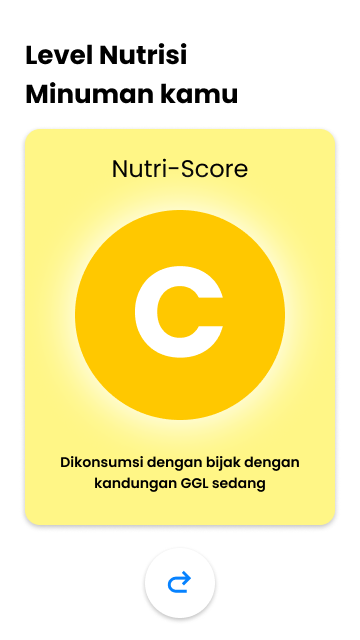 Level Nutrisi
Minuman kamu
Nutri-Score
C
Dikonsumsi dengan bijak dengan
kandungan GGL sedang